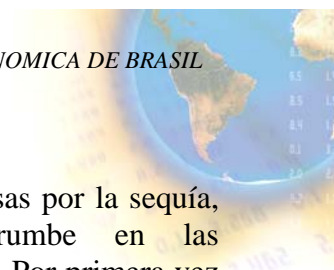 NOMICA DE BRASIL
sas por la sequía,
rumbe en las
Por primera vez